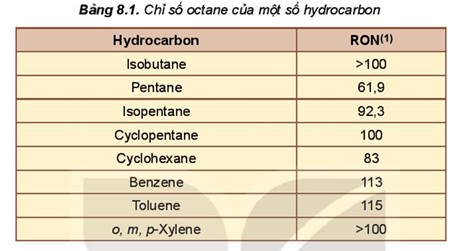 Bảng 8.1. Chỉ số octane của một số hydrocarbon
Hydrocarbon RON(1)
Isobutane >100
Pentane 61,9
Isopentane 92,3
Cyclopentane 100
Cyclohexane 83
Benzene 113
Toluene 115
o, m, p-Xylene >100